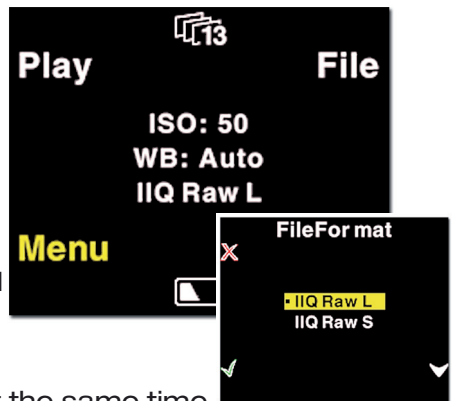 13
Play File
ISO: 50
WB: Auto
IIQ Raw L
Menu
FileFor mat
IIQ Raw L
IIQ Raw S
the same time